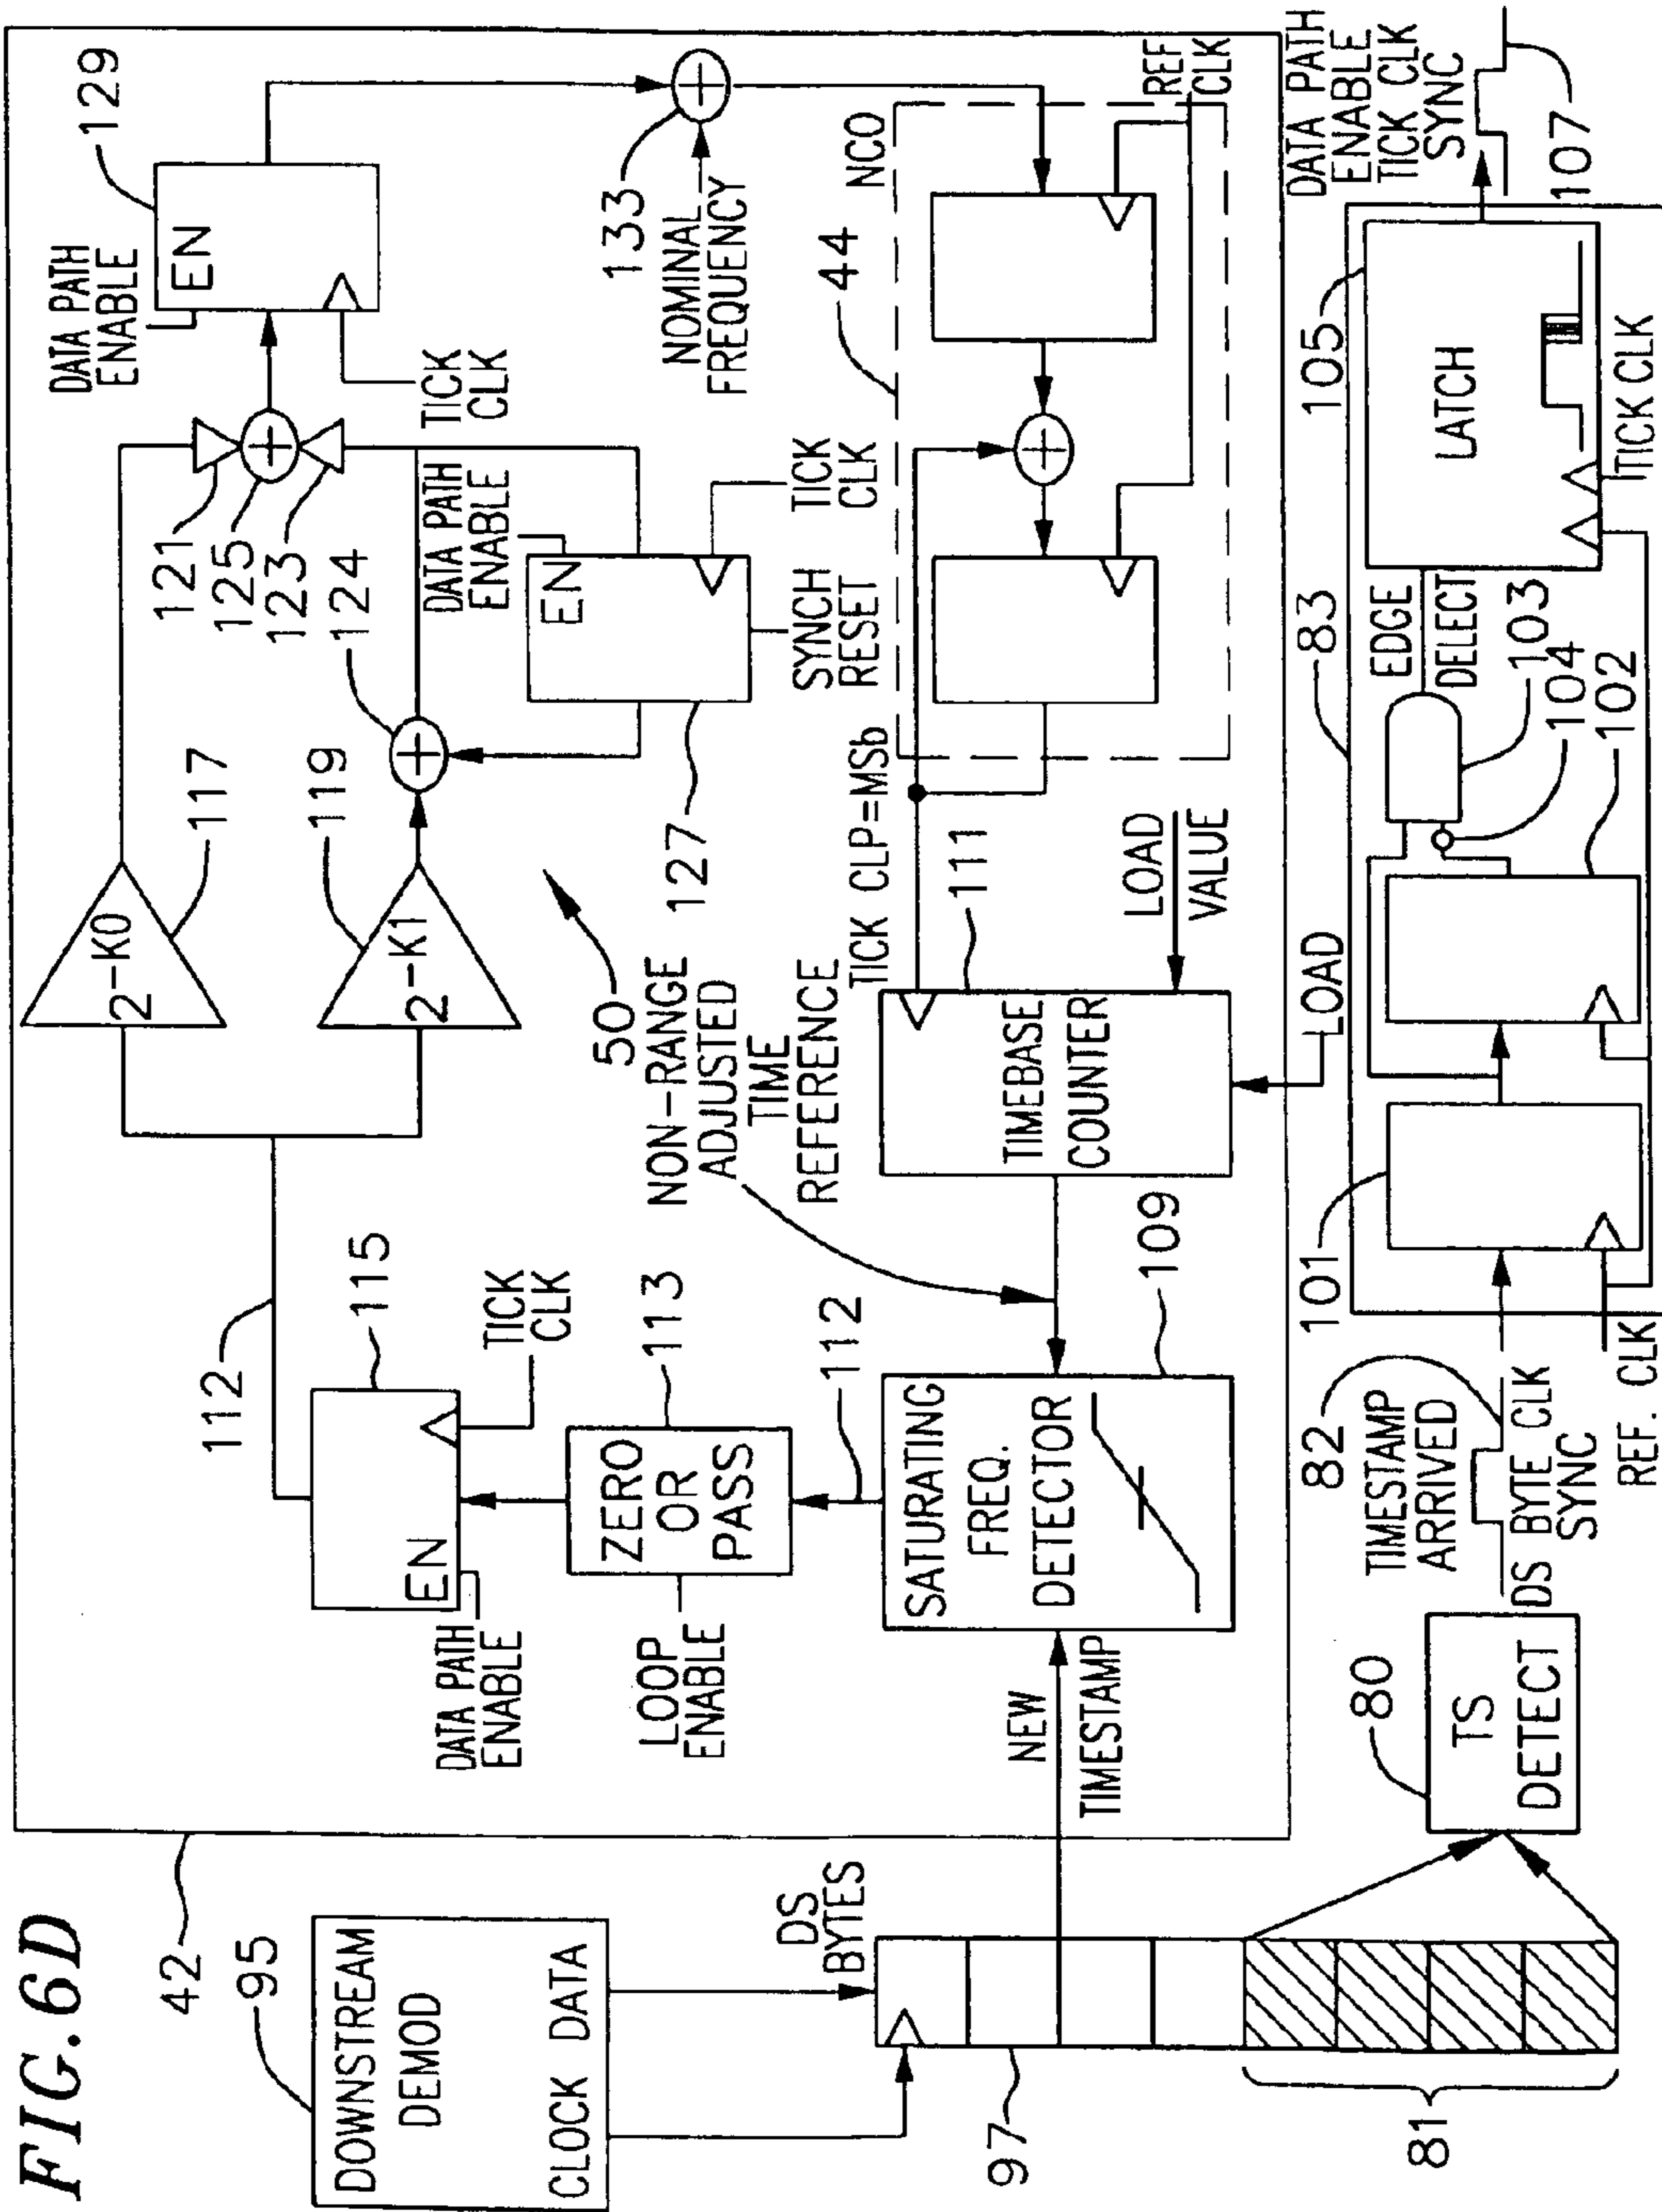 FIG.6D
42
95
DOWNSTREAM
DEMOD
CLOCK DATA
DS
BYTES
97
81
80
TS
DETECT
NEW
TIMESTAMP
SATURATING
FREQ.
DETECTOR
109
112
ZERO
OR
PASS
113
LOOP
ENABLE
EN
115
DATA PATH
ENABLE
TICK
CLK
112
2-K0
117
2-K1
119
50
NON-RANGE
ADJUSTED
TIME
REFERENCE
TIMEBASE
COUNTER
111
LOAD
VALUE
LOAD
TICK CLP=MSb
121
125
123
124
DATA PATH
ENABLE
EN
127
SYNCH
RESET
TICK
CLK
DATA PATH
ENABLE
EN
129
TICK
CLK
133
NOMINAL
FREQUENCY
44
NCO
REF
CLK
82
TIMESTAMP
ARRIVED
DS BYTE CLK
SYNC
REF. CLK
101
83
102
104
103
EDGE
DELECT
LATCH
105
TICK CLK
DATA PATH
ENABLE
TICK CLK
SYNC
107